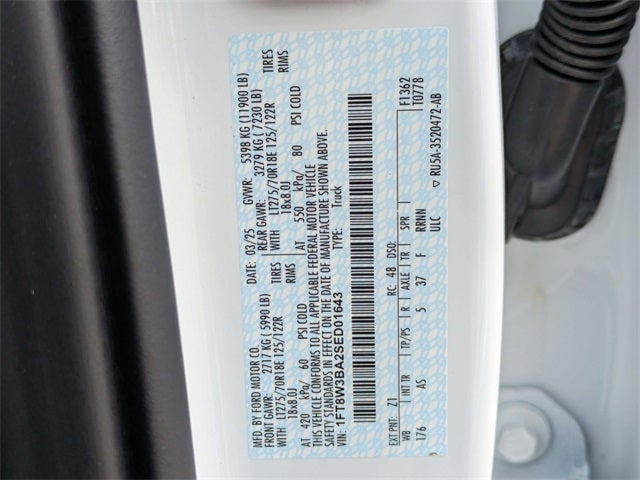 MFD. BY FORD MOTOR CO.
03/25 GVWR: 5398 KG (11900 LB)
FRONT GAWR: 2717 KG (5990 LB) REAR GAWR: 3279 KG (7230 LB)
WITH LT275/70R18E 125/122R TIRES WITH LT275/70R18E 125/122R TIRES
18x8.0J RIMS 18x8.0J RIMS
AT 420 kPa/ 60 PSI COLD AT 550 kPa/ 80 PSI COLD
THIS VEHICLE CONFORMS TO ALL APPLICABLE FEDERAL MOTOR VEHICLE
SAFETY STANDARDS IN EFFECT ON THE DATE OF MANUFACTURE SHOWN ABOVE.
VIN: 1FT8W3BA2SED01643 TYPE: Truck
F1362
T0778
EXT PNT: Z1 RC: 48 DSO:
WB INT TR TP/PS R AXLE TR SPR
176 AS 5 37 F RRNN
ULC ▽ RU5A-3520472-AB